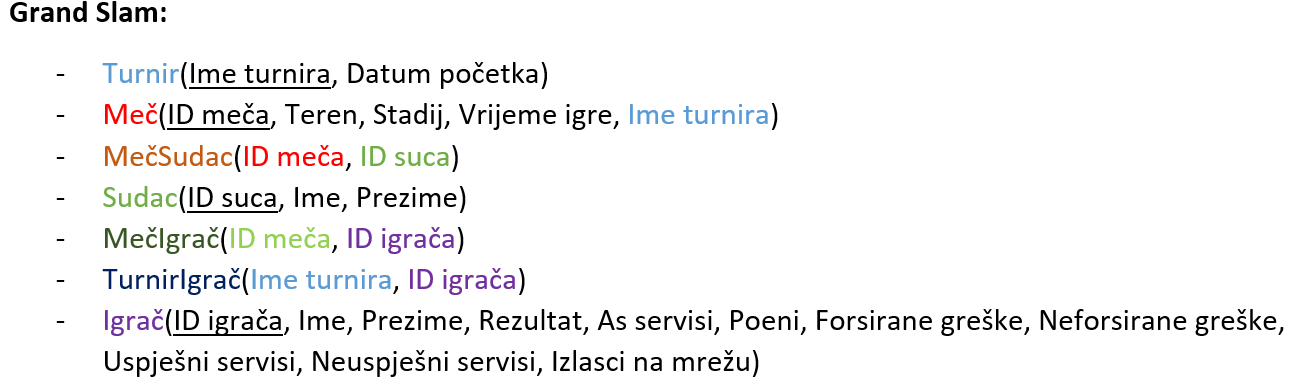 Grand Slam:
- Turnir(Ime turnira, Datum početka)
- Meč(ID meča, Teren, Stadij, Vrijeme igre, Ime turnira)
- MečSudac(ID meča, ID suca)
- Sudac(ID suca, Ime, Prezime)
- MečIgrač(ID meča, ID igrača)
- TurnirIgrač(Ime turnira, ID igrača)
- Igrač(ID igrača, Ime, Prezime, Rezultat, As servisi, Poeni, Forsirane greške, Neforsirane greške,
Uspješni servisi, Neuspješni servisi, Izlasci na mrežu)